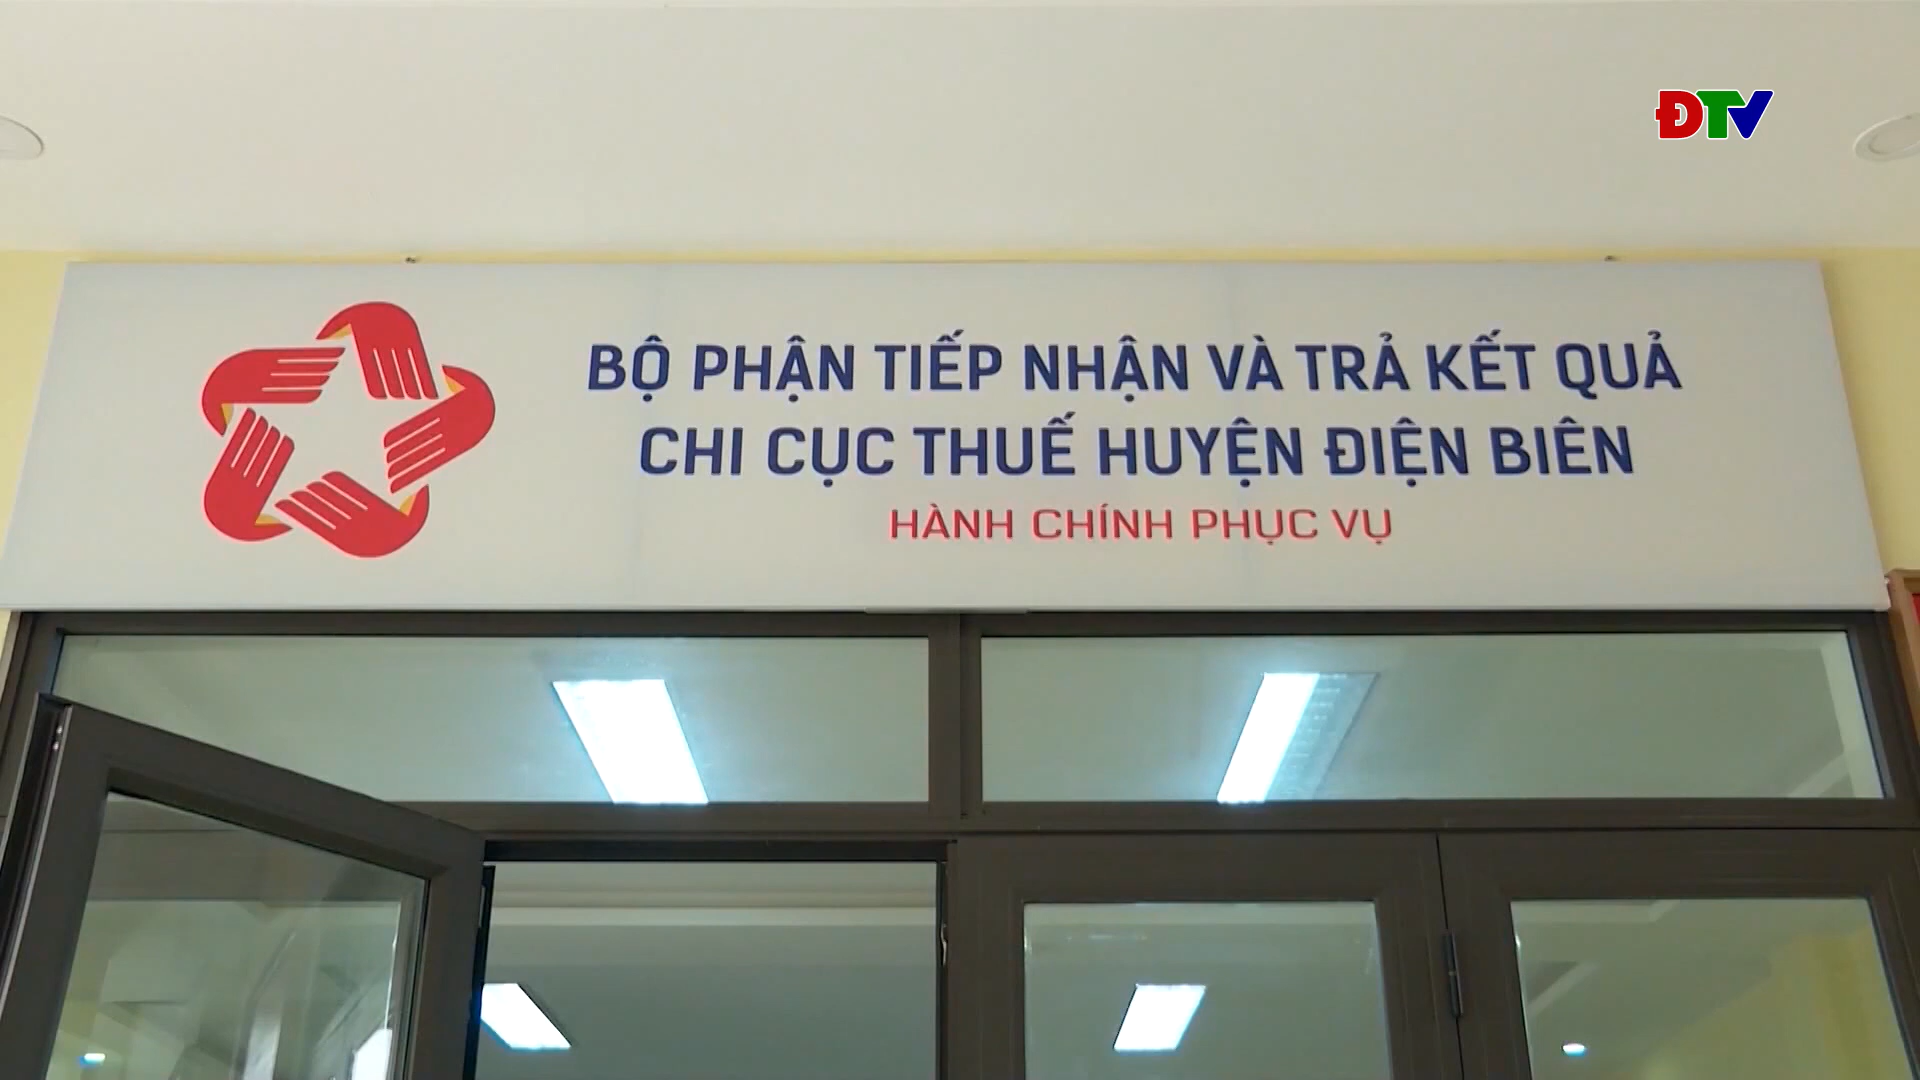 ĐTV
BỘ PHẬN TIẾP NHẬN VÀ TRẢ KẾT QUẢ
CHI CỤC THUẾ HUYỆN ĐIỆN BIÊN
HÀNH CHÍNH PHỤC VỤ